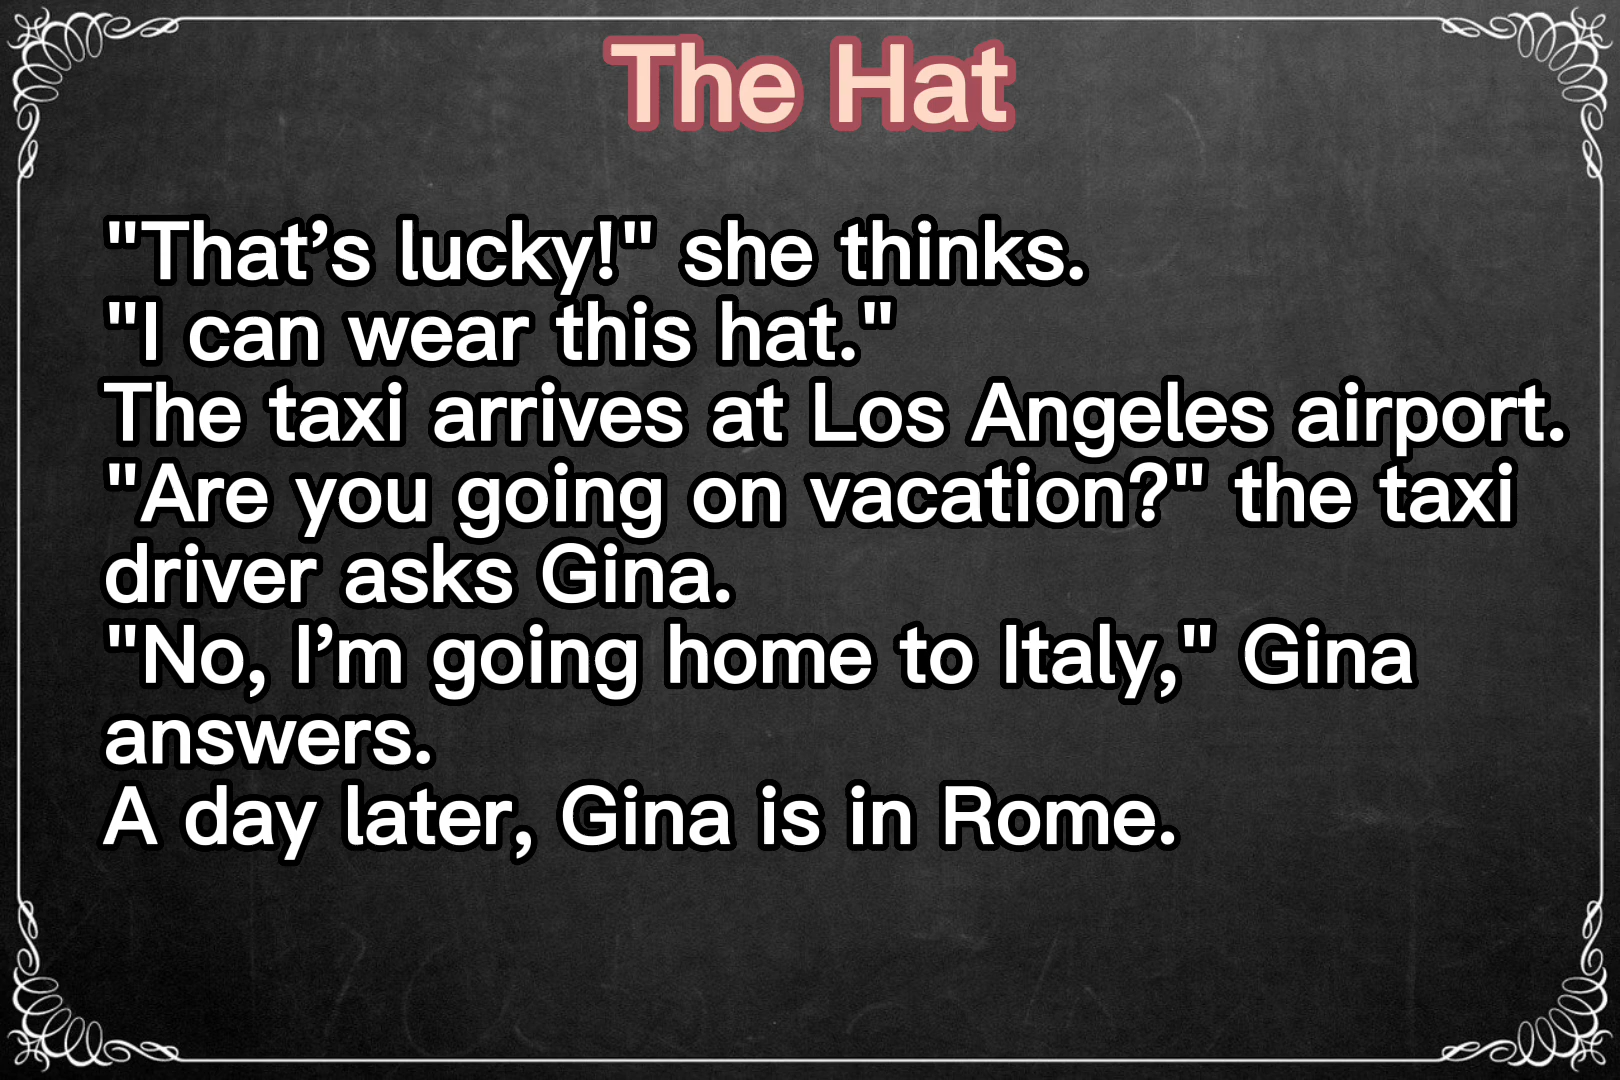 The Hat
"That’s lucky!" she thinks.
"I can wear this hat."
The taxi arrives at Los Angeles airport.
"Are you going on vacation?" the taxi
driver asks Gina.
"No, I’m going home to Italy," Gina
answers.
A day later, Gina is in Rome.